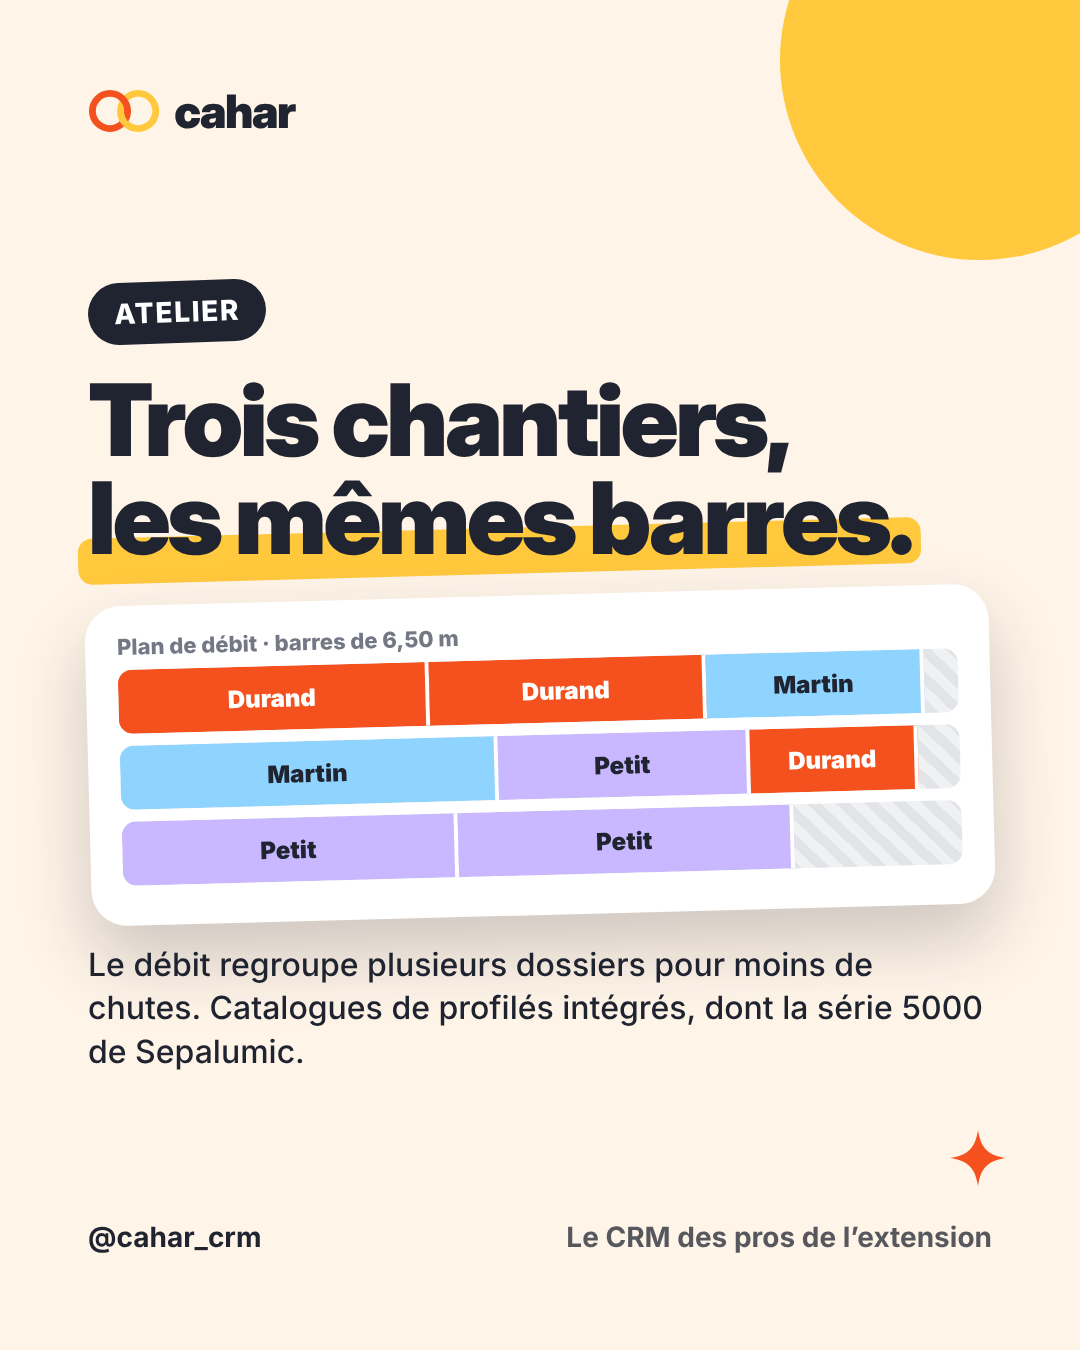 cahar
ATELIER
Trois chantiers,
les mêmes barres.
Plan de débit · barres de 6,50 m
Durand Durand Martin
Martin Petit Durand
Petit Petit
Le débit regroupe plusieurs dossiers pour moins de
chutes. Catalogues de profilés intégrés, dont la série 5000
de Sepalumic.
@cahar_crm
Le CRM des pros de l’extension